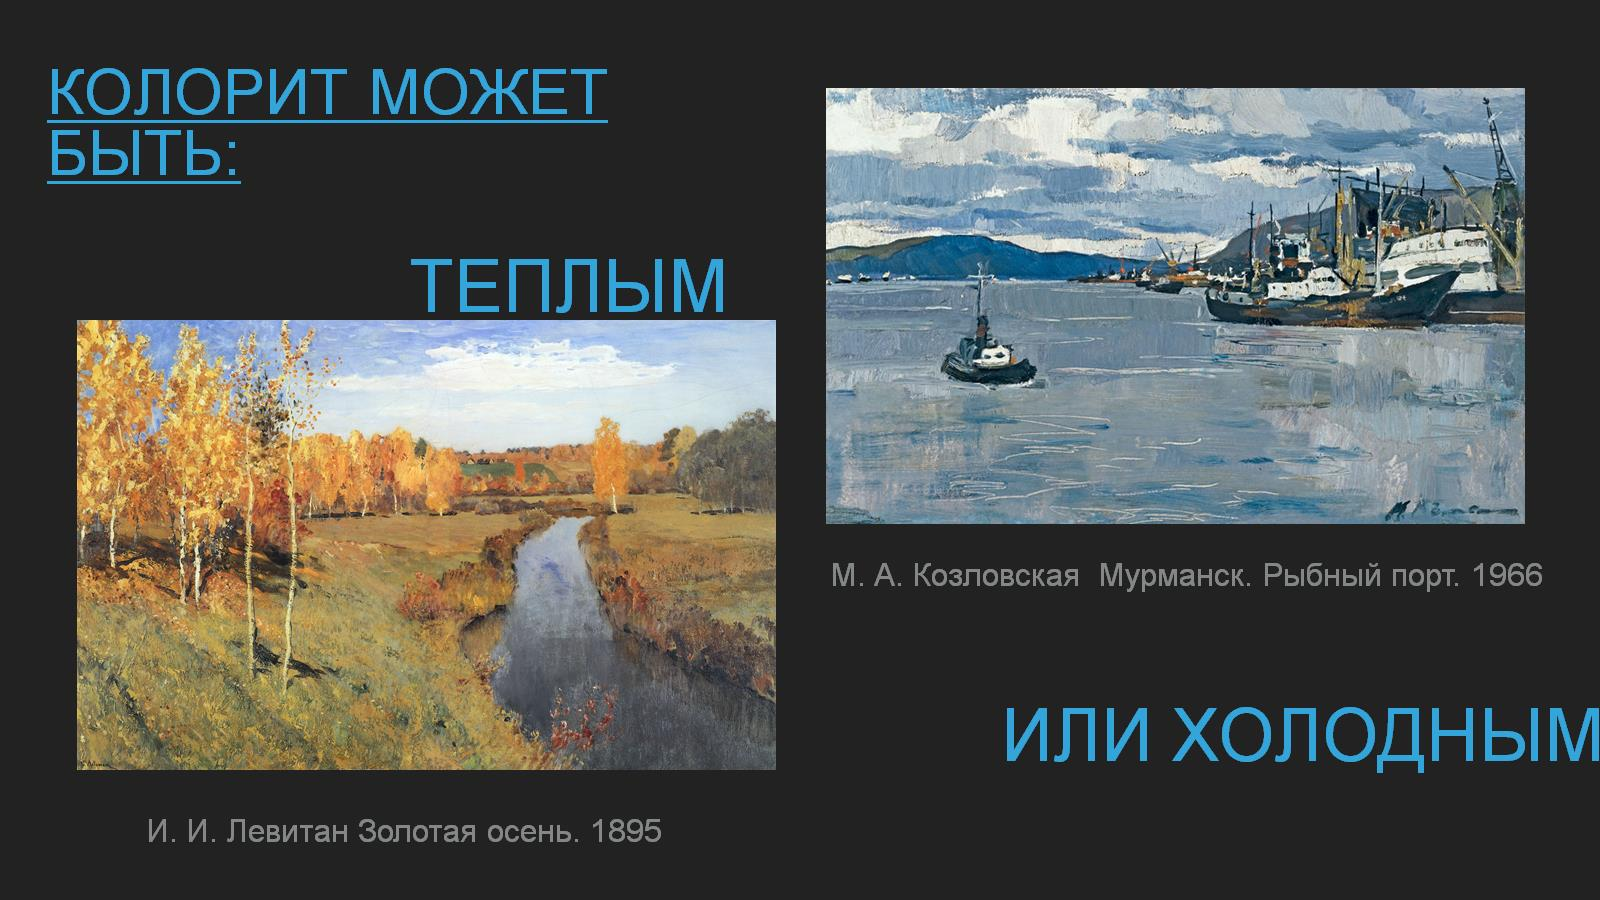 КОЛОРИТ МОЖЕТ
БЫТЬ:
ТЕПЛЫМ
М. А. Козловская Мурманск. Рыбный порт. 1966
ИЛИ ХОЛОДНЫМ
И. И. Левитан Золотая осень. 1895